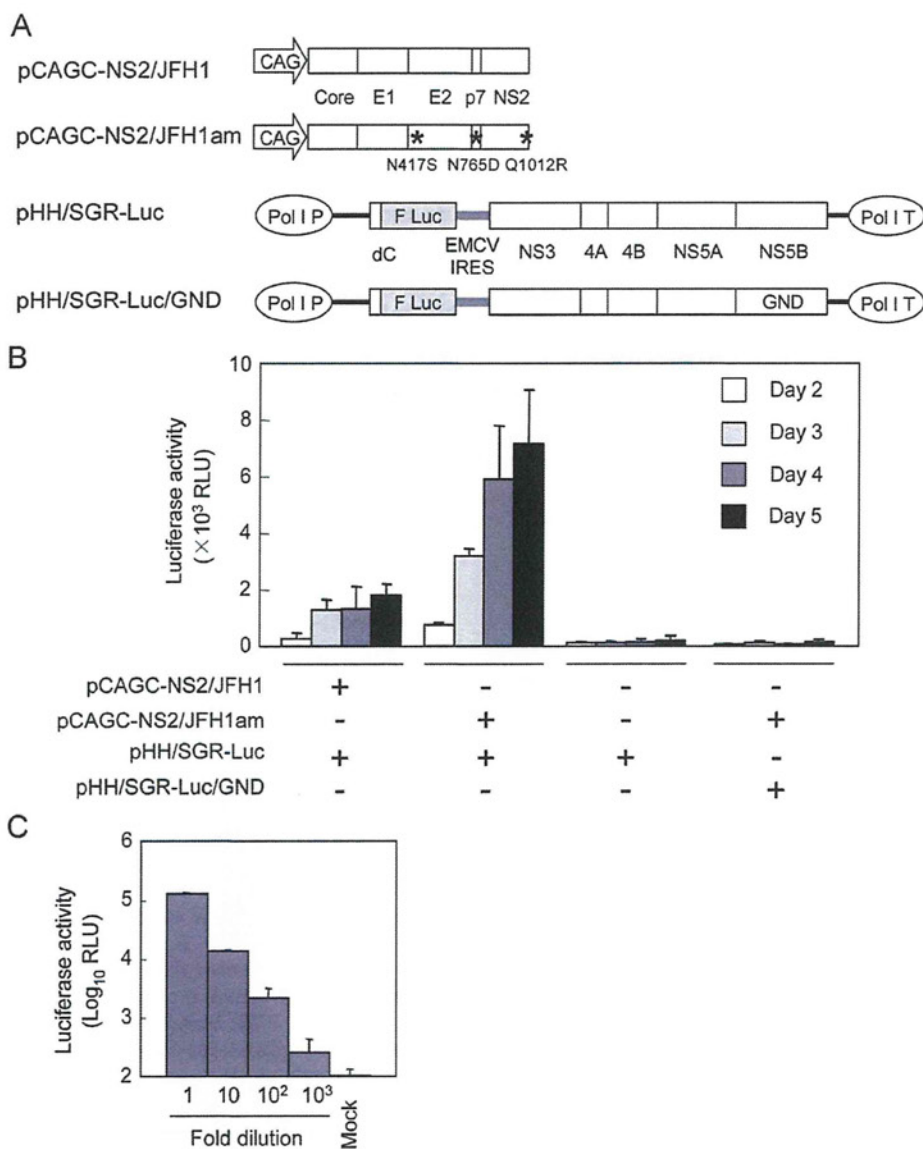 A
pCAGC-NS2/JFH1
CAG
Core E1 E2 p7 NS2
pCAGC-NS2/JFH1am
CAG * * *
N417S N765D Q1012R
pHH/SGR-Luc
Pol I P F Luc Pol I T
dC EMCV IRES NS3 4A 4B NS5A NS5B
pHH/SGR-Luc/GND
Pol I P F Luc GND Pol I T
B
Luciferase activity
(×10³ RLU)
10
8
6
4
2
0
Day 2
Day 3
Day 4
Day 5
pCAGC-NS2/JFH1 + - - -
pCAGC-NS2/JFH1am - + - +
pHH/SGR-Luc + + + -
pHH/SGR-Luc/GND - - - +
C
Luciferase activity
(Log₁₀ RLU)
6
5
4
3
2
1 10 10² 10³ Mock
Fold dilution